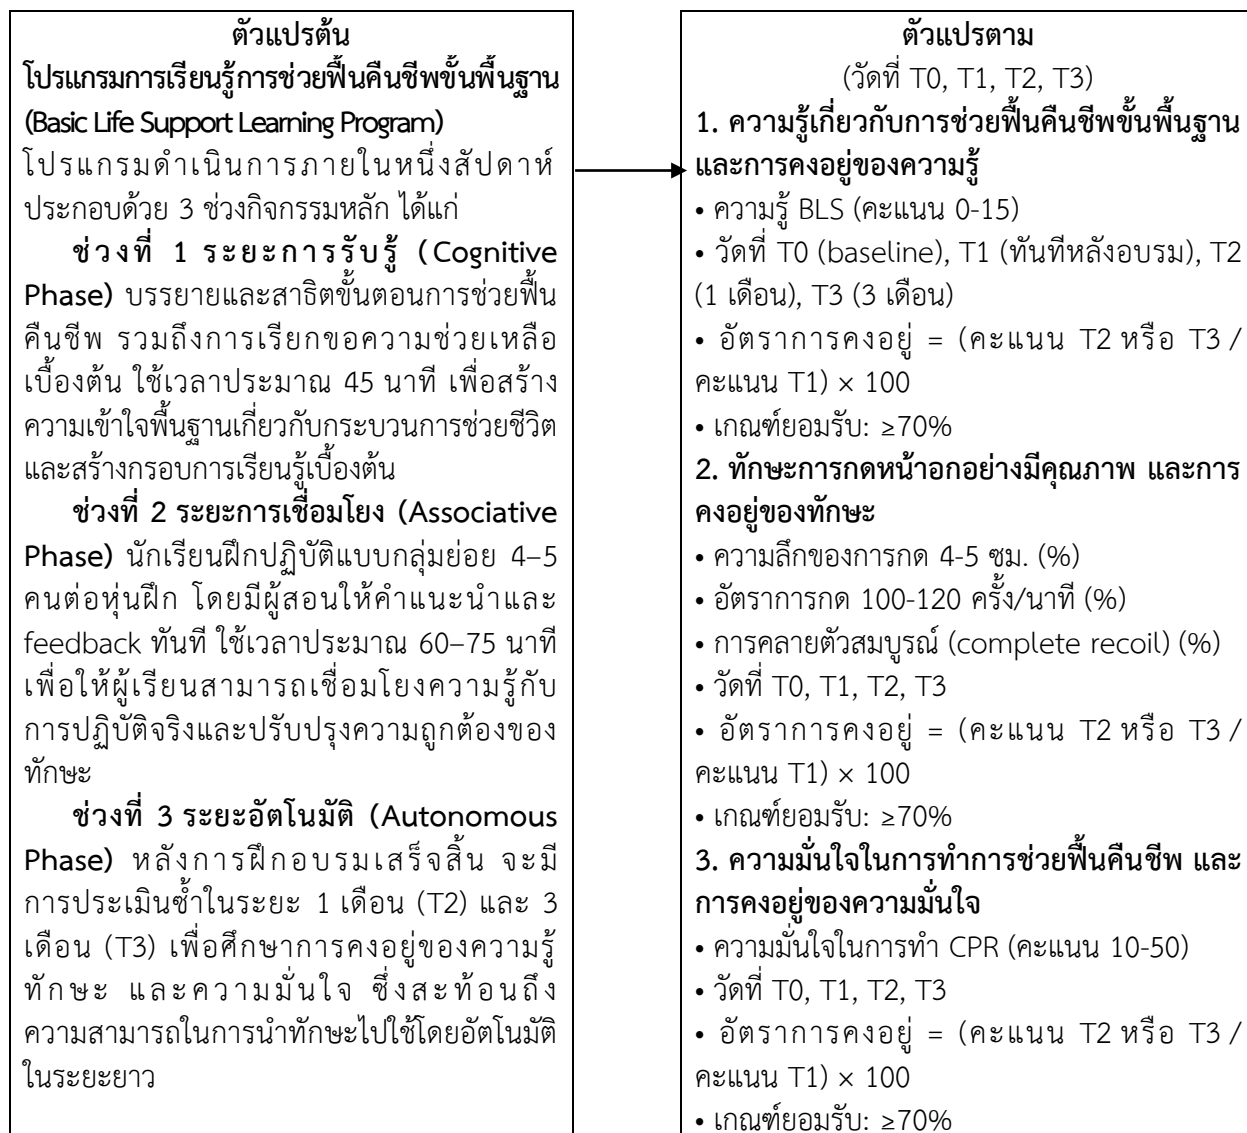 ตัวแปรต้น
โปรแกรมการเรียนรู้การช่วยฟื้นคืนชีพขั้นพื้นฐาน
(Basic Life Support Learning Program)
โปรแกรมดำเนินการภายในหนึ่งสัปดาห์
ประกอบด้วย 3 ช่วงกิจกรรมหลัก ได้แก่
ช่วงที่ 1 ระยะการรับรู้ (Cognitive
Phase) บรรยายและสาธิตขั้นตอนการช่วยฟื้น
คืนชีพ รวมถึงการเรียกขอความช่วยเหลือ
เบื้องต้น ใช้เวลาประมาณ 45 นาที เพื่อสร้าง
ความเข้าใจพื้นฐานเกี่ยวกับกระบวนการช่วยชีวิต
และสร้างกรอบการเรียนรู้เบื้องต้น
ช่วงที่ 2 ระยะการเชื่อมโยง (Associative
Phase) นักเรียนฝึกปฏิบัติแบบกลุ่มย่อย 4–5
คนต่อหุ่นฝึก โดยมีผู้สอนให้คำแนะนำและ
feedback ทันที ใช้เวลาประมาณ 60–75 นาที
เพื่อให้ผู้เรียนสามารถเชื่อมโยงความรู้กับ
การปฏิบัติจริงและปรับปรุงความถูกต้องของ
ทักษะ
ช่วงที่ 3 ระยะอัตโนมัติ (Autonomous
Phase) หลังการฝึกอบรมเสร็จสิ้น จะมี
การประเมินซ้ำในระยะ 1 เดือน (T2) และ 3
เดือน (T3) เพื่อศึกษาการคงอยู่ของความรู้
ทักษะ และความมั่นใจ ซึ่งสะท้อนถึง
ความสามารถในการนำทักษะไปใช้โดยอัตโนมัติ
ในระยะยาว
ตัวแปรตาม
(วัดที่ T0, T1, T2, T3)
1. ความรู้เกี่ยวกับการช่วยฟื้นคืนชีพขั้นพื้นฐาน
และการคงอยู่ของความรู้
• ความรู้ BLS (คะแนน 0-15)
• วัดที่ T0 (baseline), T1 (ทันทีหลังอบรม), T2
(1 เดือน), T3 (3 เดือน)
• อัตราการคงอยู่ = (คะแนน T2 หรือ T3 /
คะแนน T1) × 100
• เกณฑ์ยอมรับ: ≥70%
2. ทักษะการกดหน้าอกอย่างมีคุณภาพ และการ
คงอยู่ของทักษะ
• ความลึกของการกด 4-5 ซม. (%)
• อัตราการกด 100-120 ครั้ง/นาที (%)
• การคลายตัวสมบูรณ์ (complete recoil) (%)
• วัดที่ T0, T1, T2, T3
• อัตราการคงอยู่ = (คะแนน T2 หรือ T3 /
คะแนน T1) × 100
• เกณฑ์ยอมรับ: ≥70%
3. ความมั่นใจในการทำการช่วยฟื้นคืนชีพ และ
การคงอยู่ของความมั่นใจ
• ความมั่นใจในการทำ CPR (คะแนน 10-50)
• วัดที่ T0, T1, T2, T3
• อัตราการคงอยู่ = (คะแนน T2 หรือ T3 /
คะแนน T1) × 100
• เกณฑ์ยอมรับ: ≥70%